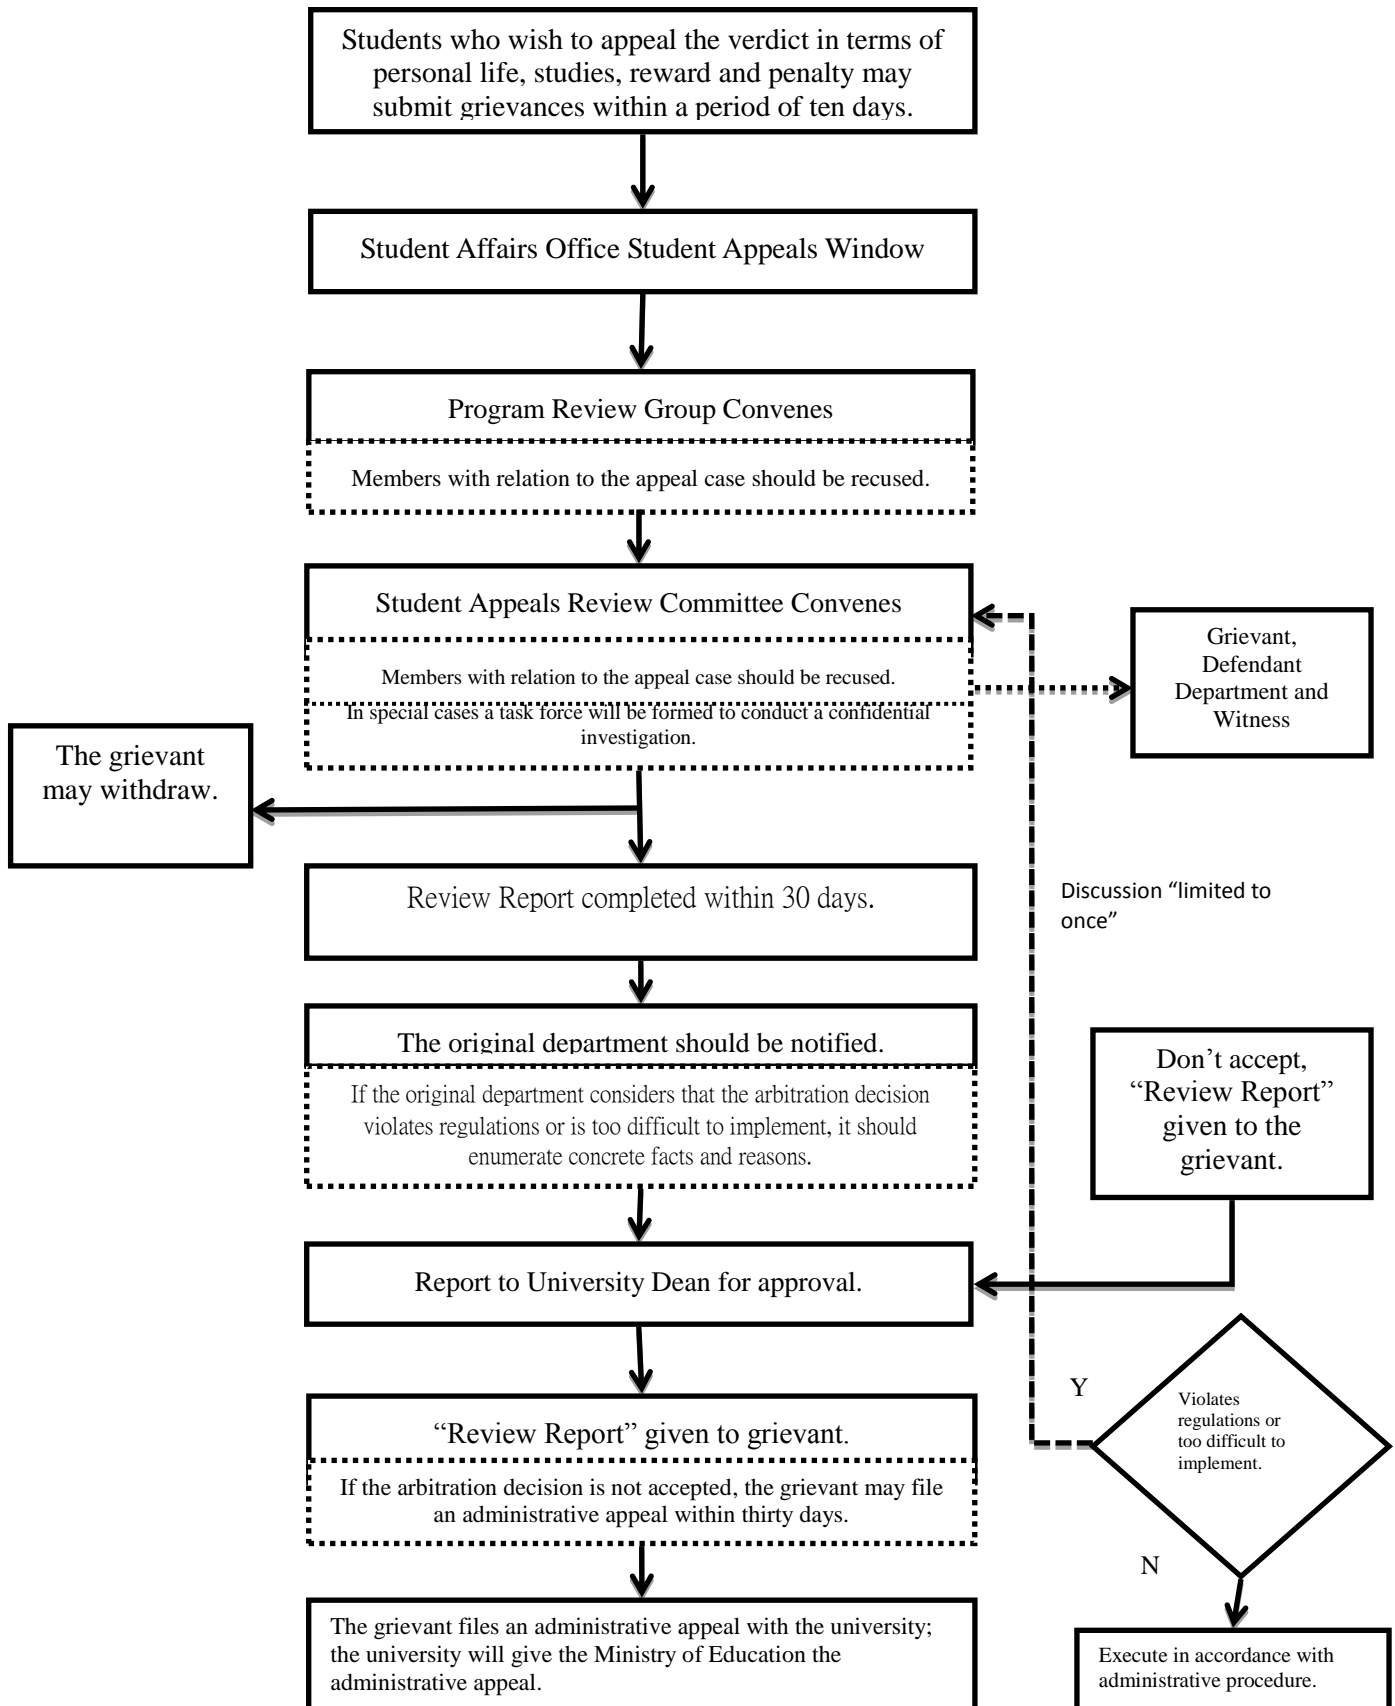 Students who wish to appeal the verdict in terms of
personal life, studies, reward and penalty may
submit grievances within a period of ten days.
Student Affairs Office Student Appeals Window
Program Review Group Convenes
Members with relation to the appeal case should be recused.
Student Appeals Review Committee Convenes
Members with relation to the appeal case should be recused.
In special cases a task force will be formed to conduct a confidential
investigation.
Grievant,
Defendant
Department and
Witness
The grievant
may withdraw.
Review Report completed within 30 days.
Discussion “limited to
once”
The original department should be notified.
If the original department considers that the arbitration decision
violates regulations or is too difficult to implement, it should
enumerate concrete facts and reasons.
Don’t accept,
“Review Report”
given to the
grievant.
Report to University Dean for approval.
Y
Violates
regulations or
too difficult to
implement.
“Review Report” given to grievant.
If the arbitration decision is not accepted, the grievant may file
an administrative appeal within thirty days.
N
The grievant files an administrative appeal with the university;
the university will give the Ministry of Education the
administrative appeal.
Execute in accordance with
administrative procedure.